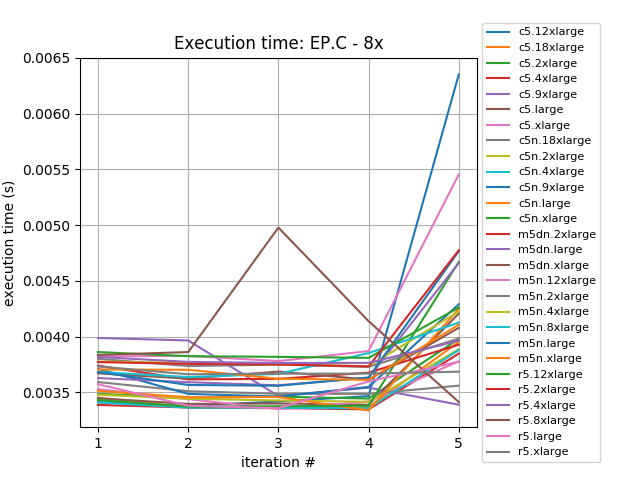 Execution time: EP.C - 8x
0.0065
0.0060
0.0055
0.0050
0.0045
0.0040
0.0035
execution time (s)
1 2 3 4 5
iteration #
c5.12xlarge
c5.18xlarge
c5.2xlarge
c5.4xlarge
c5.9xlarge
c5.large
c5.xlarge
c5n.18xlarge
c5n.2xlarge
c5n.4xlarge
c5n.9xlarge
c5n.large
c5n.xlarge
m5dn.2xlarge
m5dn.large
m5dn.xlarge
m5n.12xlarge
m5n.2xlarge
m5n.4xlarge
m5n.8xlarge
m5n.large
m5n.xlarge
r5.12xlarge
r5.2xlarge
r5.4xlarge
r5.8xlarge
r5.large
r5.xlarge